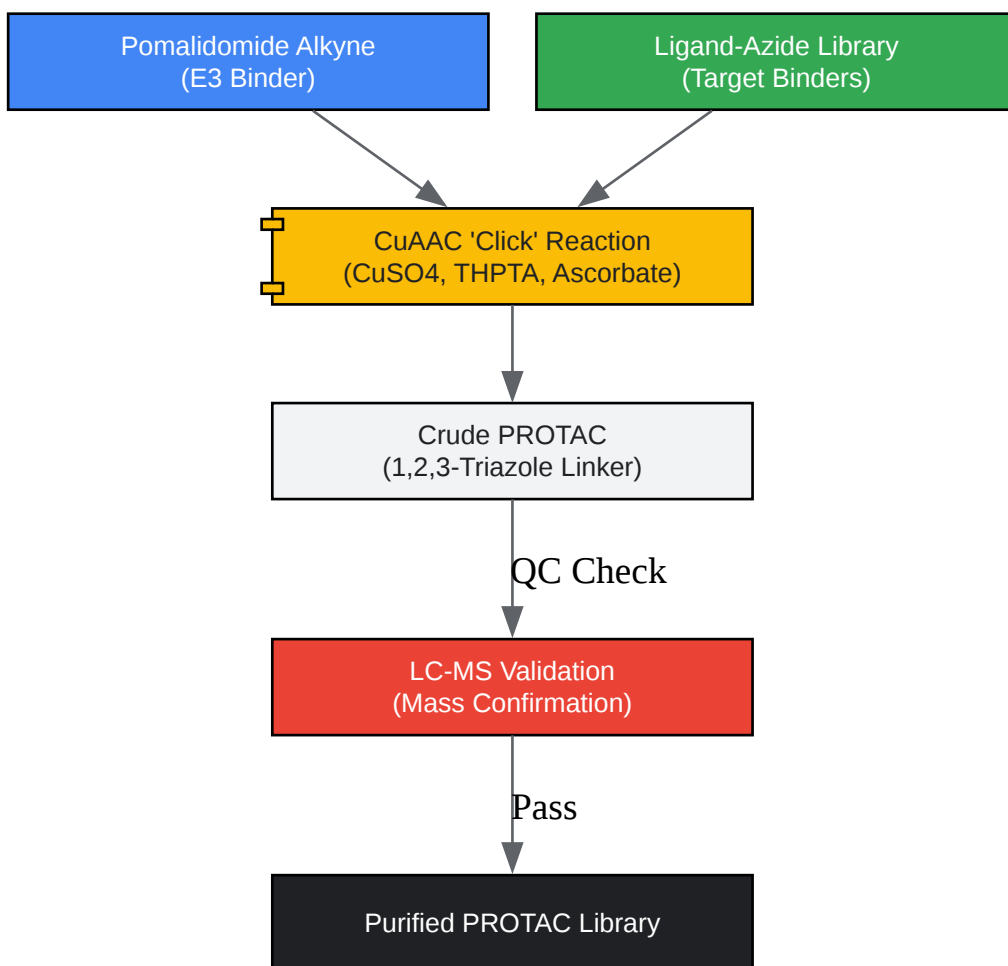 Pomalidomide Alkyne
(E3 Binder)
Ligand-Azide Library
(Target Binders)
CuAAC 'Click' Reaction
(CuSO4, THPTA, Ascorbate)
Crude PROTAC
(1,2,3-Triazole Linker)
QC Check
LC-MS Validation
(Mass Confirmation)
Pass
Purified PROTAC Library